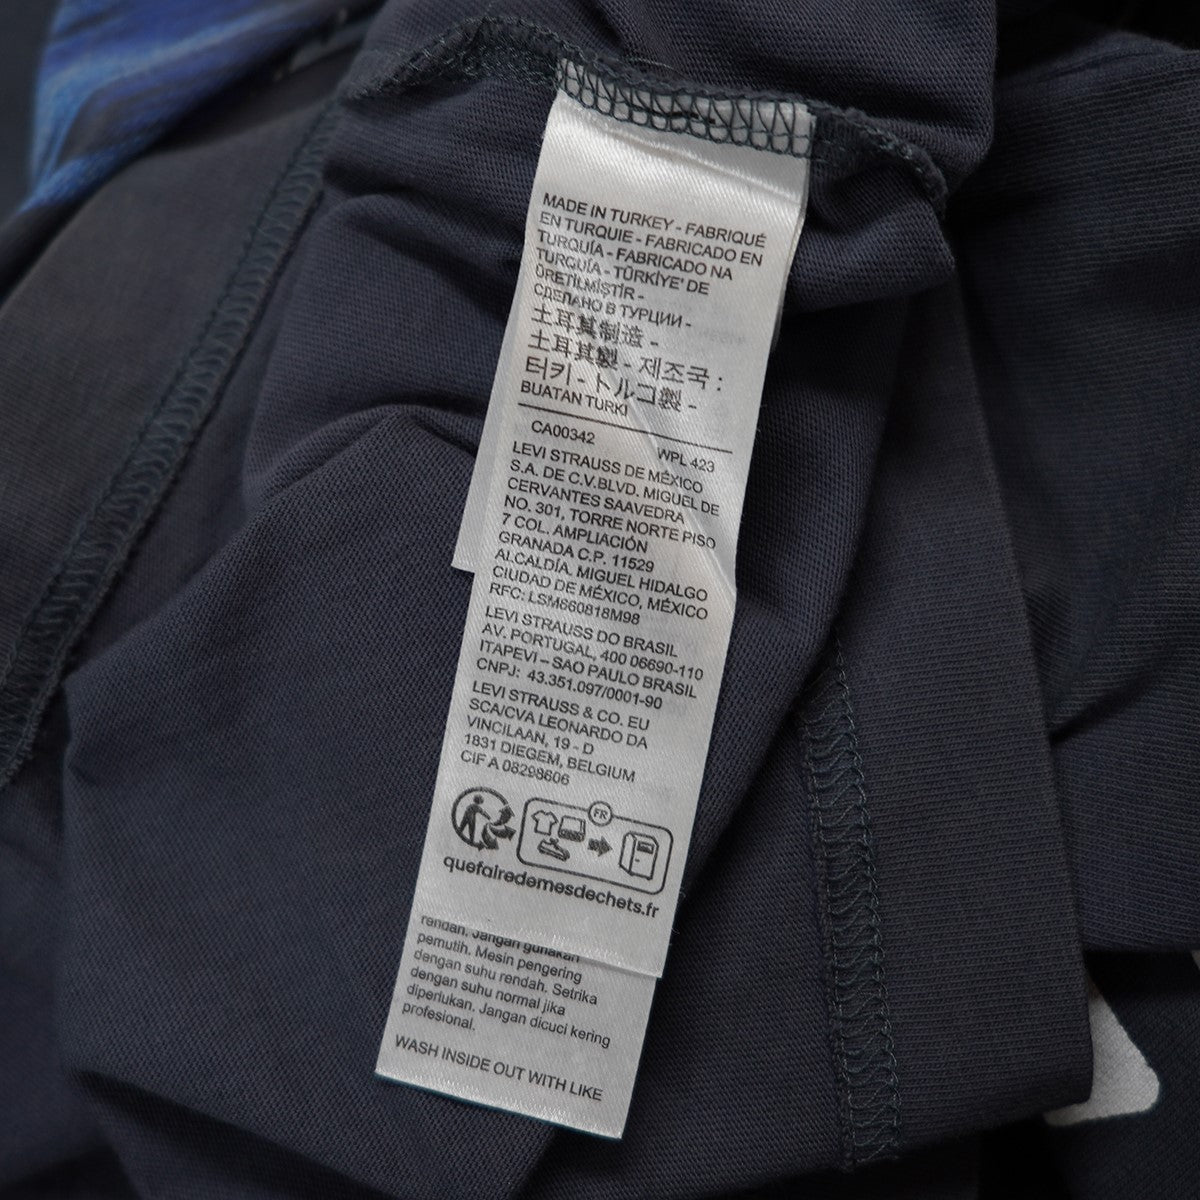 MADE IN TURKEY - FABRIQUÉ
EN TURQUIE - FABRICADO EN
TURQUÍA - FABRICADO NA
TURQUÍA - TÜRKİYE' DE
ÜRETİLMİŞTİR -
СДЕЛАНО В ТУРЦИИ -
土耳其制造 -
土耳其製 - 제조국 :
터키 - トルコ製 -
BUATAN TURKI
CA00342 WPL 423
LEVI STRAUSS DE MÉXICO
S.A. DE C.V.BLVD. MIGUEL DE
CERVANTES SAAVEDRA
NO. 301, TORRE NORTE PISO
7 COL. AMPLIACIÓN
GRANADA C.P. 11529
ALCALDÍA. MIGUEL HIDALGO
CIUDAD DE MÉXICO, MÉXICO
RFC: LSM860818M98
LEVI STRAUSS DO BRASIL
AV. PORTUGAL, 400 06690-110
ITAPEVI – SAO PAULO BRASIL
CNPJ: 43.351.097/0001-90
LEVI STRAUSS & CO. EU
SCA/CVA LEONARDO DA
VINCILAAN, 19 - D
1831 DIEGEM, BELGIUM
CIF A 08298606
FR
quefairedemesdechets.fr
rendah. Jangan gunakan
pemutih. Mesin pengering
dengan suhu rendah. Setrika
dengan suhu normal jika
diperlukan. Jangan dicuci kering
profesional.
WASH INSIDE OUT WITH LIKE